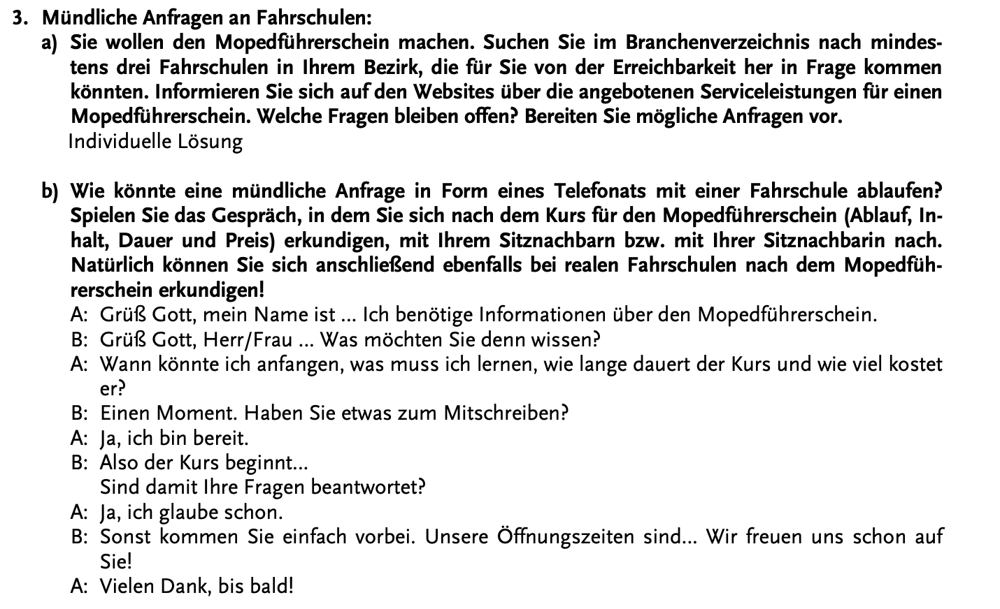 3. Mündliche Anfragen an Fahrschulen:
a) Sie wollen den Mopedführerschein machen. Suchen Sie im Branchenverzeichnis nach mindes-
tens drei Fahrschulen in Ihrem Bezirk, die für Sie von der Erreichbarkeit her in Frage kommen
könnten. Informieren Sie sich auf den Websites über die angebotenen Serviceleistungen für einen
Mopedführerschein. Welche Fragen bleiben offen? Bereiten Sie mögliche Anfragen vor.
Individuelle Lösung
b) Wie könnte eine mündliche Anfrage in Form eines Telefonats mit einer Fahrschule ablaufen?
Spielen Sie das Gespräch, in dem Sie sich nach dem Kurs für den Mopedführerschein (Ablauf, In-
halt, Dauer und Preis) erkundigen, mit Ihrem Sitznachbarn bzw. mit Ihrer Sitznachbarin nach.
Natürlich können Sie sich anschließend ebenfalls bei realen Fahrschulen nach dem Mopedfüh-
rerschein erkundigen!
A: Grüß Gott, mein Name ist ... Ich benötige Informationen über den Mopedführerschein.
B: Grüß Gott, Herr/Frau ... Was möchten Sie denn wissen?
A: Wann könnte ich anfangen, was muss ich lernen, wie lange dauert der Kurs und wie viel kostet
er?
B: Einen Moment. Haben Sie etwas zum Mitschreiben?
A: Ja, ich bin bereit.
B: Also der Kurs beginnt...
Sind damit Ihre Fragen beantwortet?
A: Ja, ich glaube schon.
B: Sonst kommen Sie einfach vorbei. Unsere Öffnungszeiten sind... Wir freuen uns schon auf
Sie!
A: Vielen Dank, bis bald!